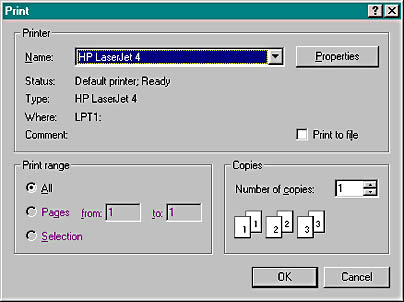 Print
Printer
Name: HP LaserJet 4 Properties
Status: Default printer; Ready
Type: HP LaserJet 4
Where: LPT1:
Comment: Print to file
Print range
All
Pages from: 1 to: 1
Selection
Copies
Number of copies: 1
1 1 2 2 3 3
OK Cancel